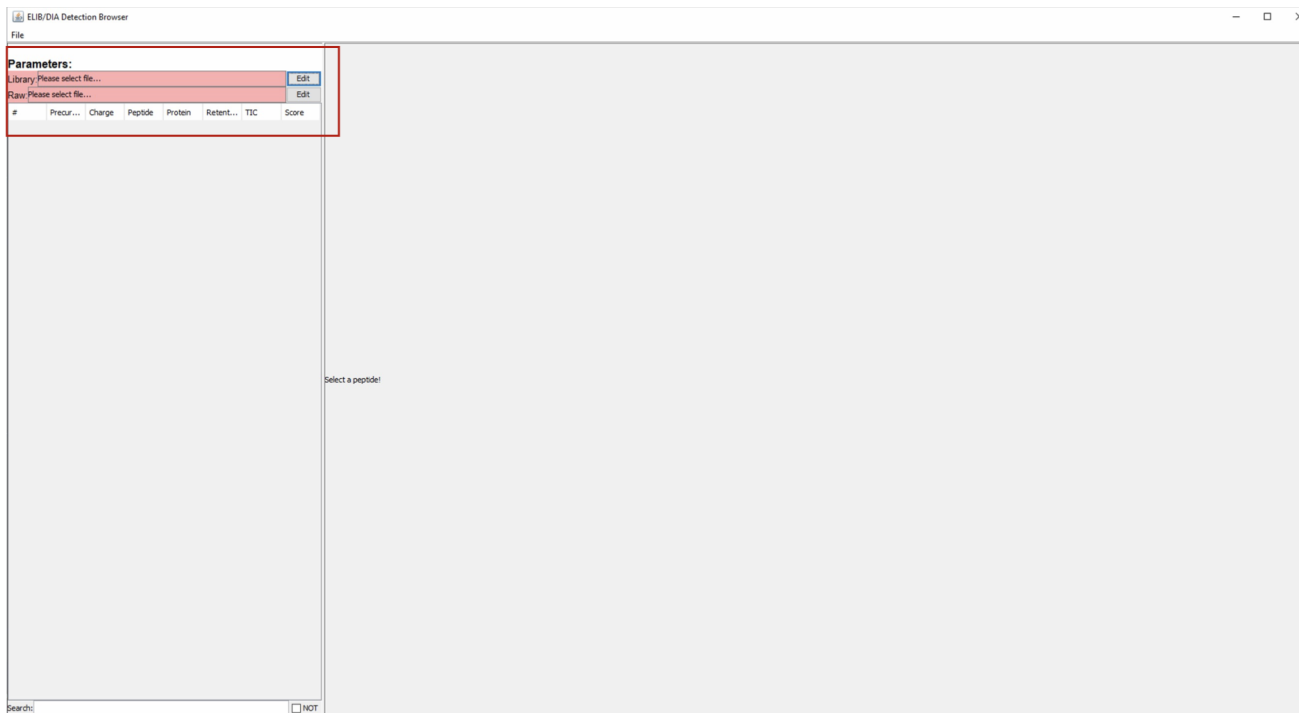 ELIB/DIA Detection Browser
File
Parameters:
Library: Please select file... Edit
Raw: Please select file... Edit
# Precur... Charge Peptide Protein Retent... TIC Score
Select a peptide!
Search: NOT